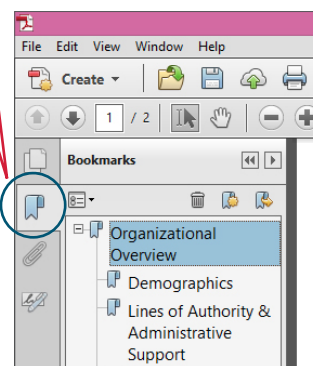 File Edit View Window Help
Create
1 / 2
Bookmarks
Organizational
Overview
Demographics
Lines of Authority &
Administrative
Support